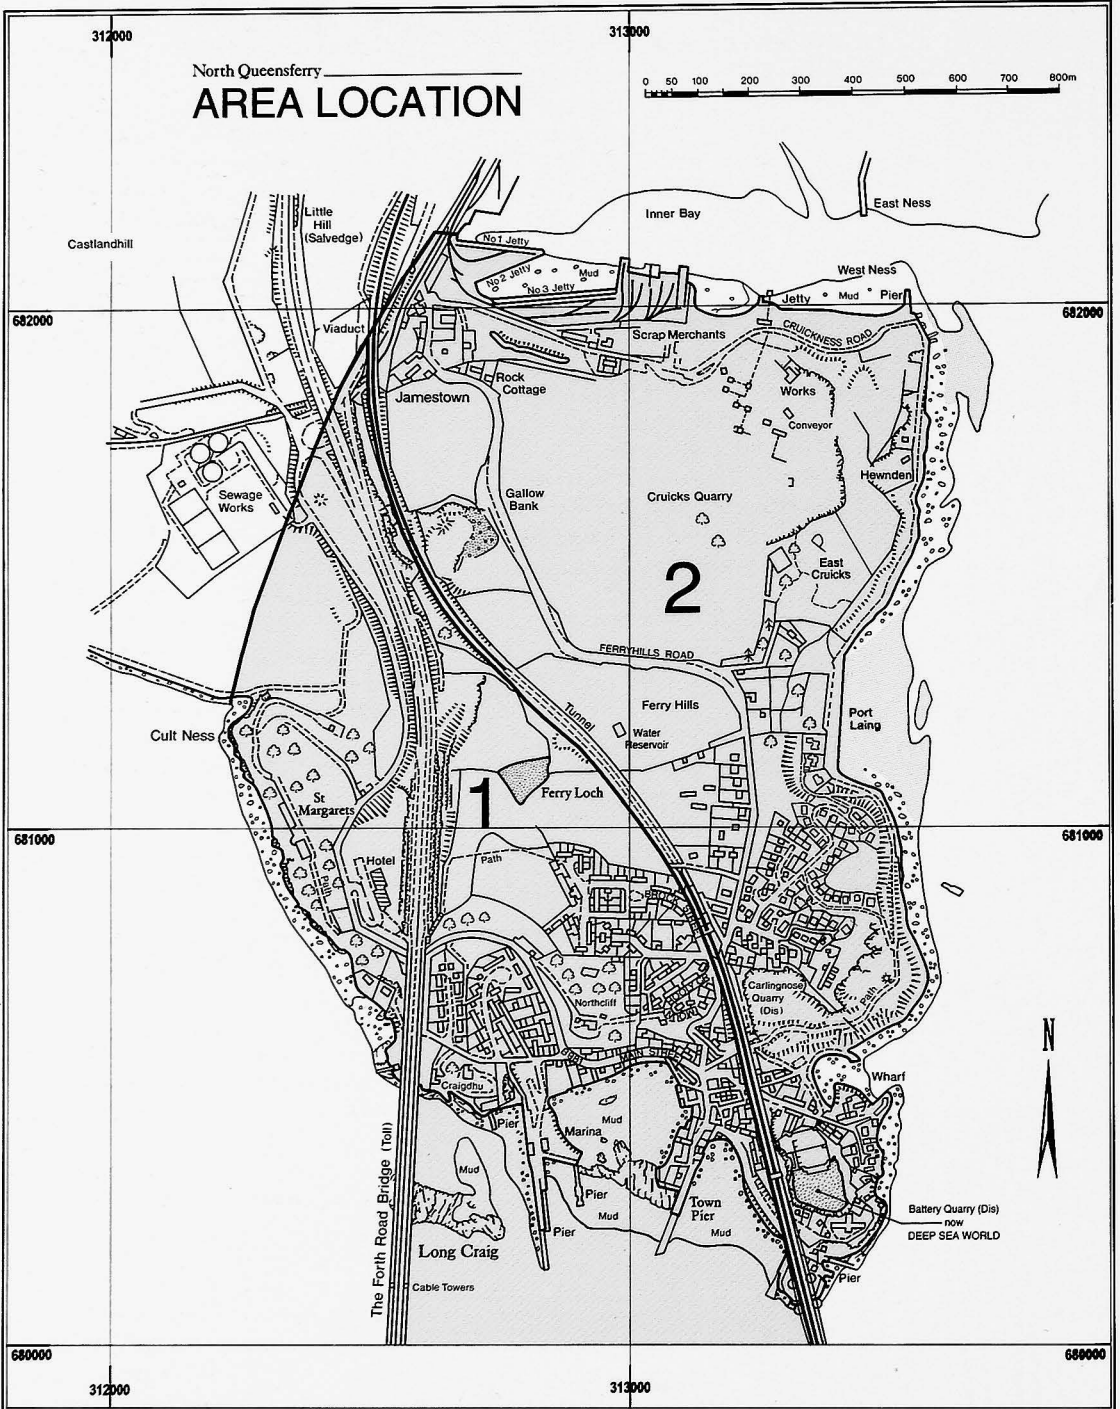 312000
313000
North Queensferry
AREA LOCATION
0 50 100 200 300 400 500 600 700 800m
Castlandhill
Little
Hill
(Salvedge)
Inner Bay
East Ness
No 1 Jetty
No 2 Jetty
Mud
No 3 Jetty
West Ness
Jetty
Mud
Pier
682000
682000
Viaduct
Scrap Merchants
CRUICKNESS ROAD
Rock
Cottage
Jamestown
Works
Conveyor
Sewage
Works
Gallow
Bank
Cruicks Quarry
Hewnden
East
Cruicks
2
FERRYHILLS ROAD
Cult Ness
Tunnel
Ferry Hills
Water
Reservoir
Port
Laing
St
Margarets
1
Ferry Loch
681000
681000
Hotel
Path
Path
BROCK STREET
Carlingnose
Quarry
(Dis)
Path
Northcliff
MAIN STREET
N
Craigdhu
Wharf
Pier
Marina
Mud
The Forth Road Bridge (Toll)
Mud
Pier
Mud
Town
Pier
Mud
Battery Quarry (Dis)
now
DEEP SEA WORLD
Pier
Long Craig
Pier
Cable Towers
680000
680000
312000
313000